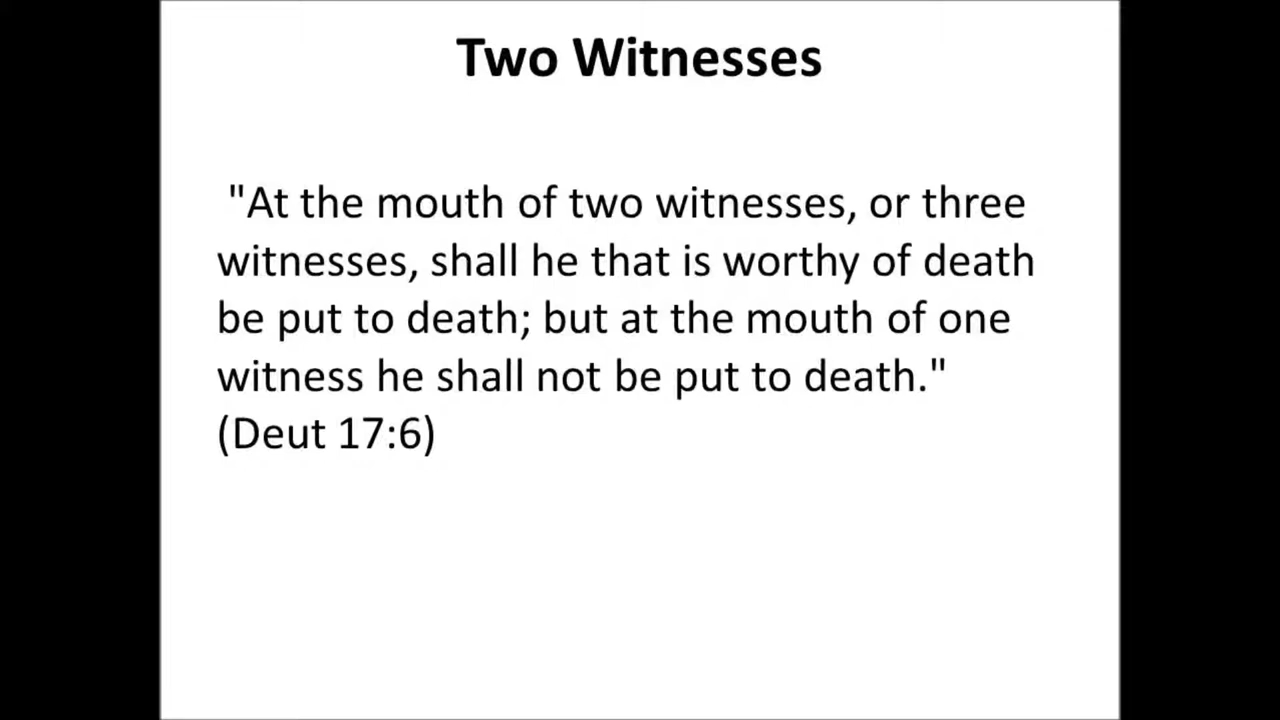 Two Witnesses
"At the mouth of two witnesses, or three
witnesses, shall he that is worthy of death
be put to death; but at the mouth of one
witness he shall not be put to death."
(Deut 17:6)